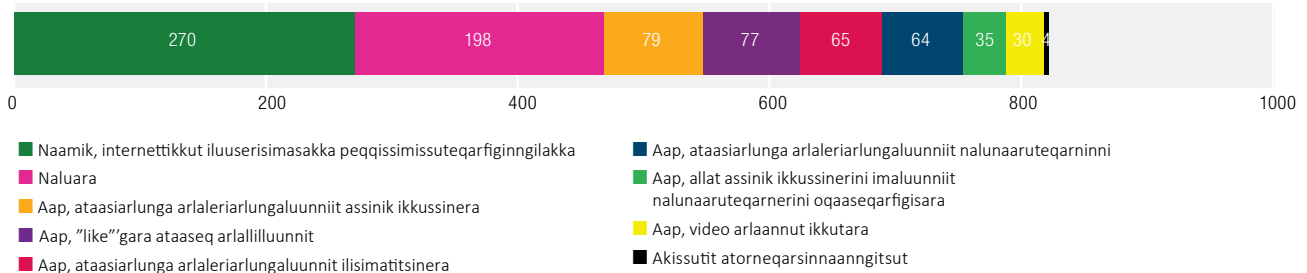 270 198 79 77 65 64 35 30 4
0 200 400 600 800 1000
Naamik, internettikkut iluuserisimasakka peqqissimissuteqarfiginngilakka
Naluara
Aap, ataasiarlunga arlaleriarlungaluunniit assinik ikkussinera
Aap, ”like”’gara ataaseq arlallilluunnit
Aap, ataasiarlunga arlaleriarlungaluunnit ilisimatitsinera
Aap, ataasiarlunga arlaleriarlungaluunniit nalunaaruteqarninni
Aap, allat assinik ikkussinerini imaluunniit
nalunaaruteqarnerini oqaaseqarfigisara
Aap, video arlaannut ikkutara
Akissutit atorneqarsinnaanngitsut